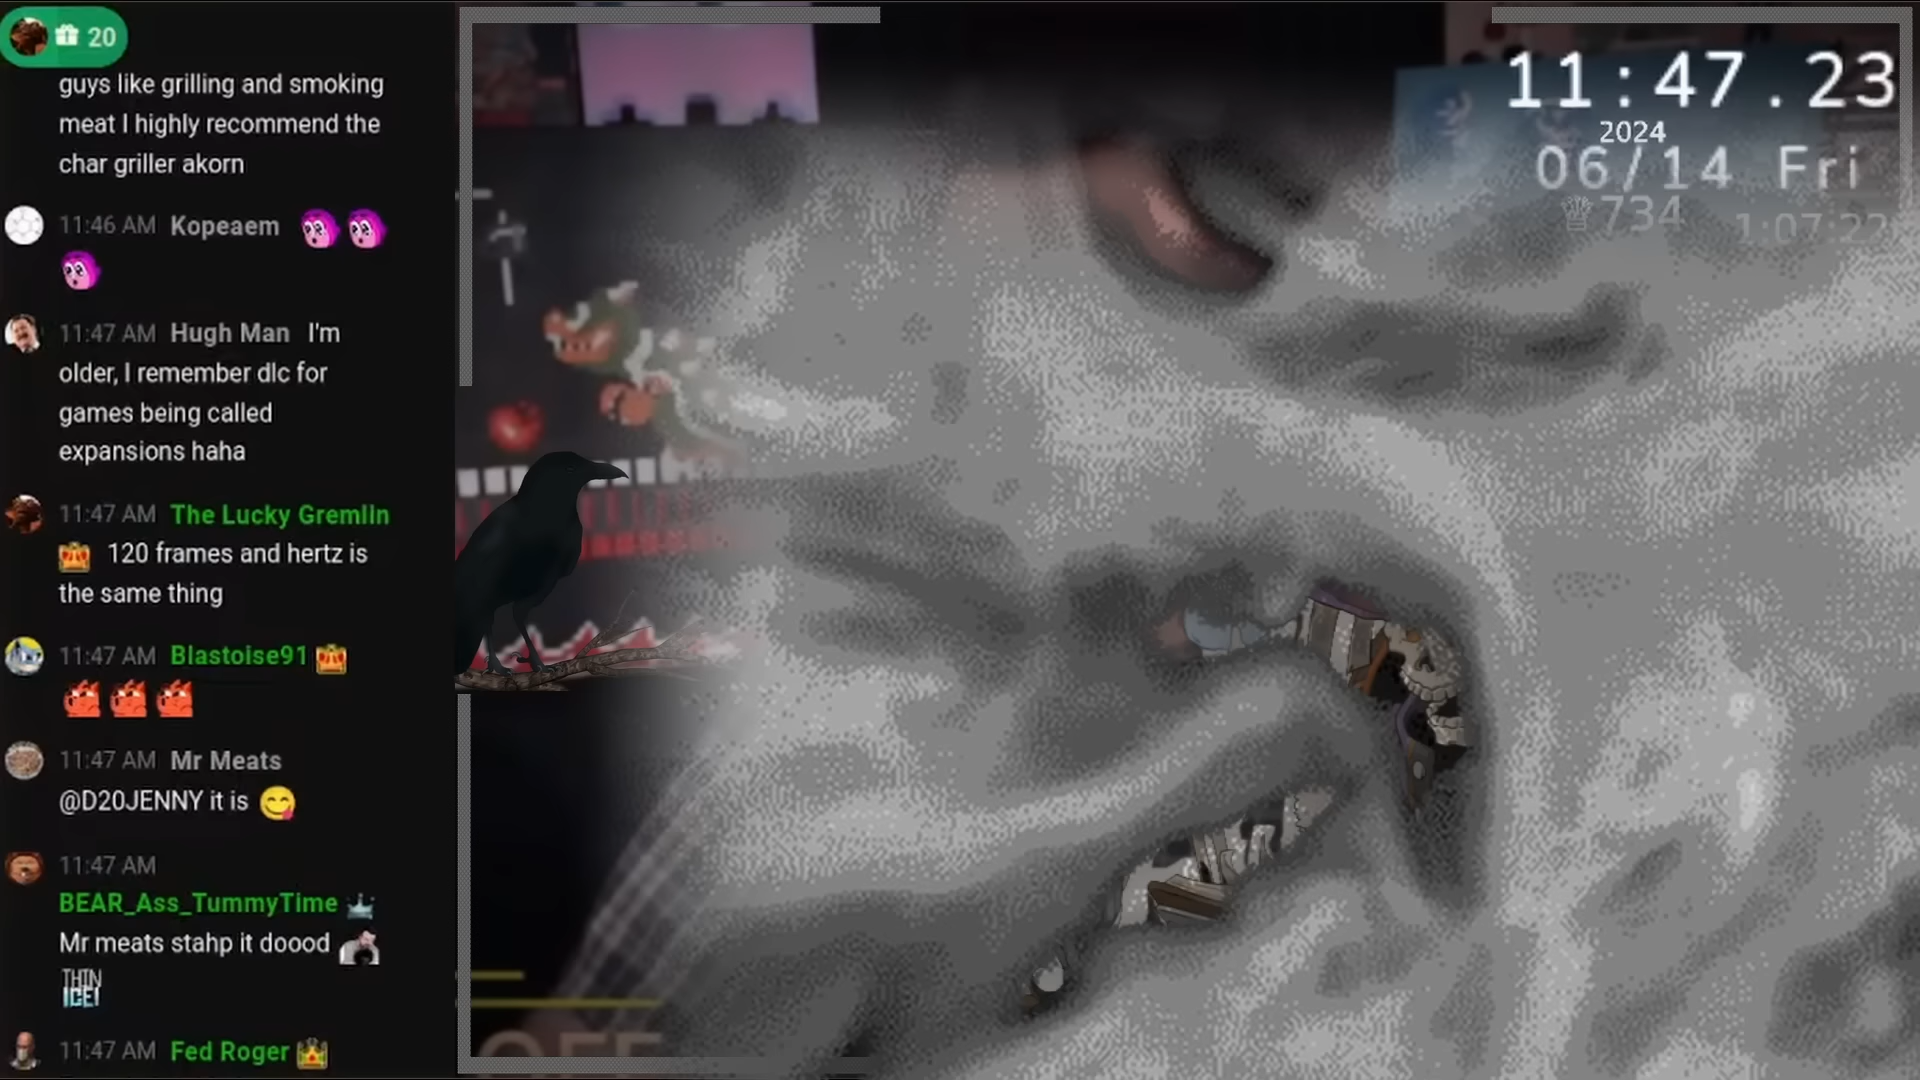 20
guys like grilling and smoking
meat I highly recommend the
char griller akorn
11:46 AM Kopeaem
11:47 AM Hugh Man I'm
older, I remember dlc for
games being called
expansions haha
11:47 AM The Lucky Gremlin
120 frames and hertz is
the same thing
11:47 AM Blastoise91
11:47 AM Mr Meats
@D20JENNY it is
11:47 AM
BEAR_Ass_TummyTime
Mr meats stahp it doood
THIN
ICE!
11:47 AM Fed Roger
11:47.23
2024
06/14 Fri
734 1:07:22